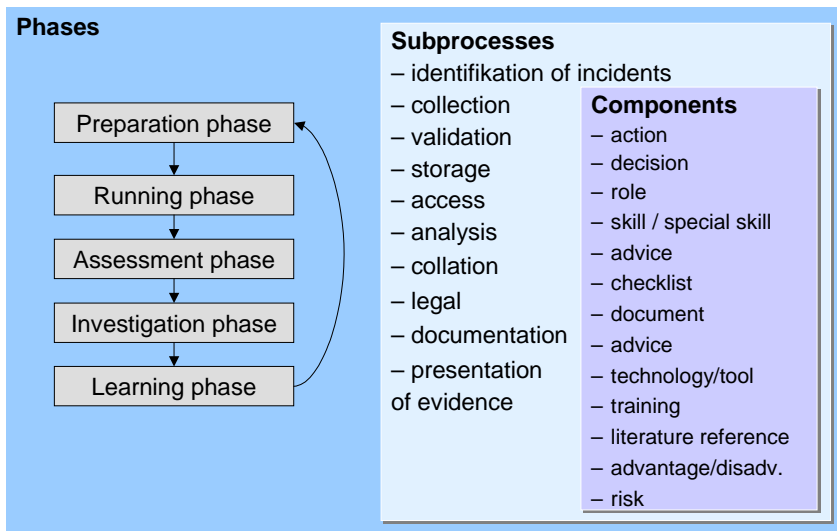 Phases
Preparation phase
Running phase
Assessment phase
Investigation phase
Learning phase
Subprocesses
– identifikation of incidents
– collection
– validation
– storage
– access
– analysis
– collation
– legal
– documentation
– presentation
of evidence
Components
– action
– decision
– role
– skill / special skill
– advice
– checklist
– document
– advice
– technology/tool
– training
– literature reference
– advantage/disadv.
– risk